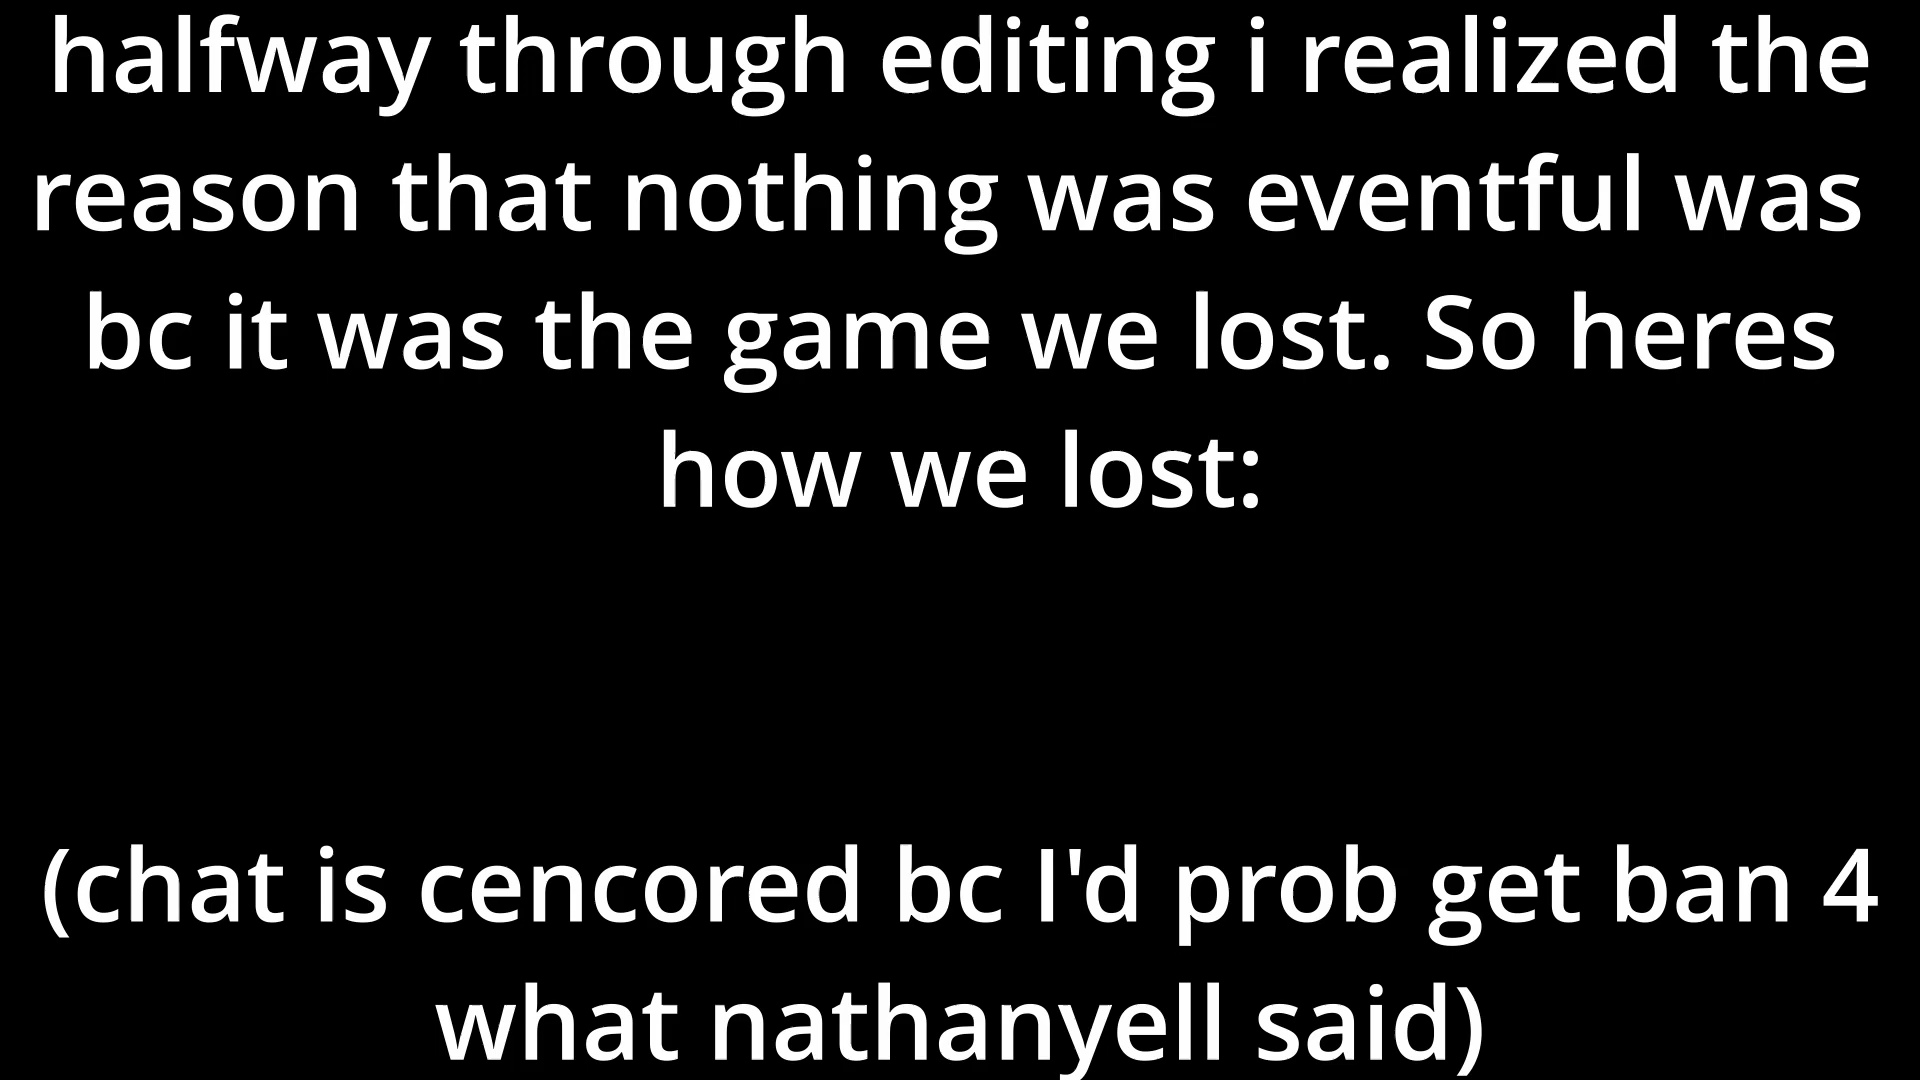 halfway through editing i realized the
reason that nothing was eventful was
bc it was the game we lost. So heres
how we lost:
(chat is cencored bc I'd prob get ban 4
what nathanyell said)